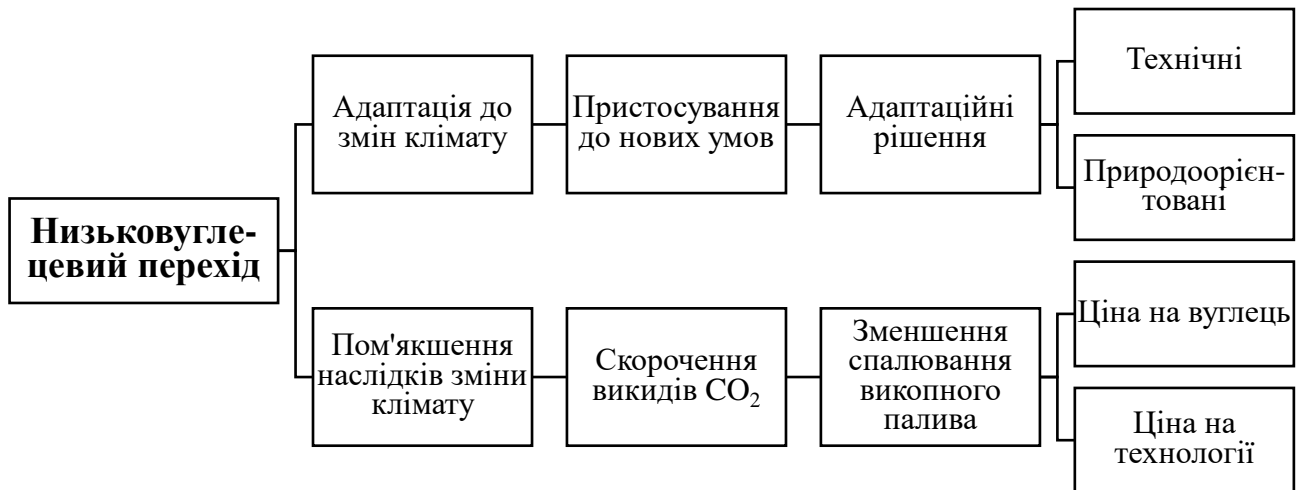 Низьковугле-
цевий перехід
Адаптація до
змін клімату
Пристосування
до нових умов
Адаптаційні
рішення
Технічні
Природоорієн-
товані
Пом'якшення
наслідків зміни
клімату
Скорочення
викидів CO₂
Зменшення
спалювання
викопного
палива
Ціна на вуглець
Ціна на
технології